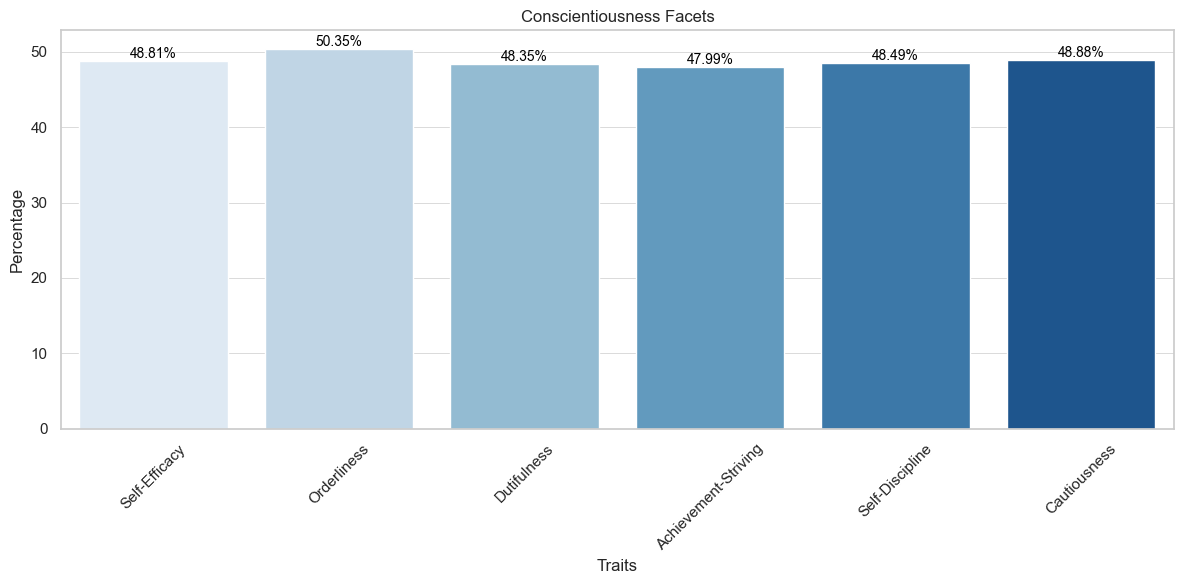 Conscientiousness Facets
48.81%
50.35%
48.35%
47.99%
48.49%
48.88%
Percentage
50
40
30
20
10
0
Self-Efficacy
Orderliness
Dutifulness
Achievement-Striving
Self-Discipline
Cautiousness
Traits